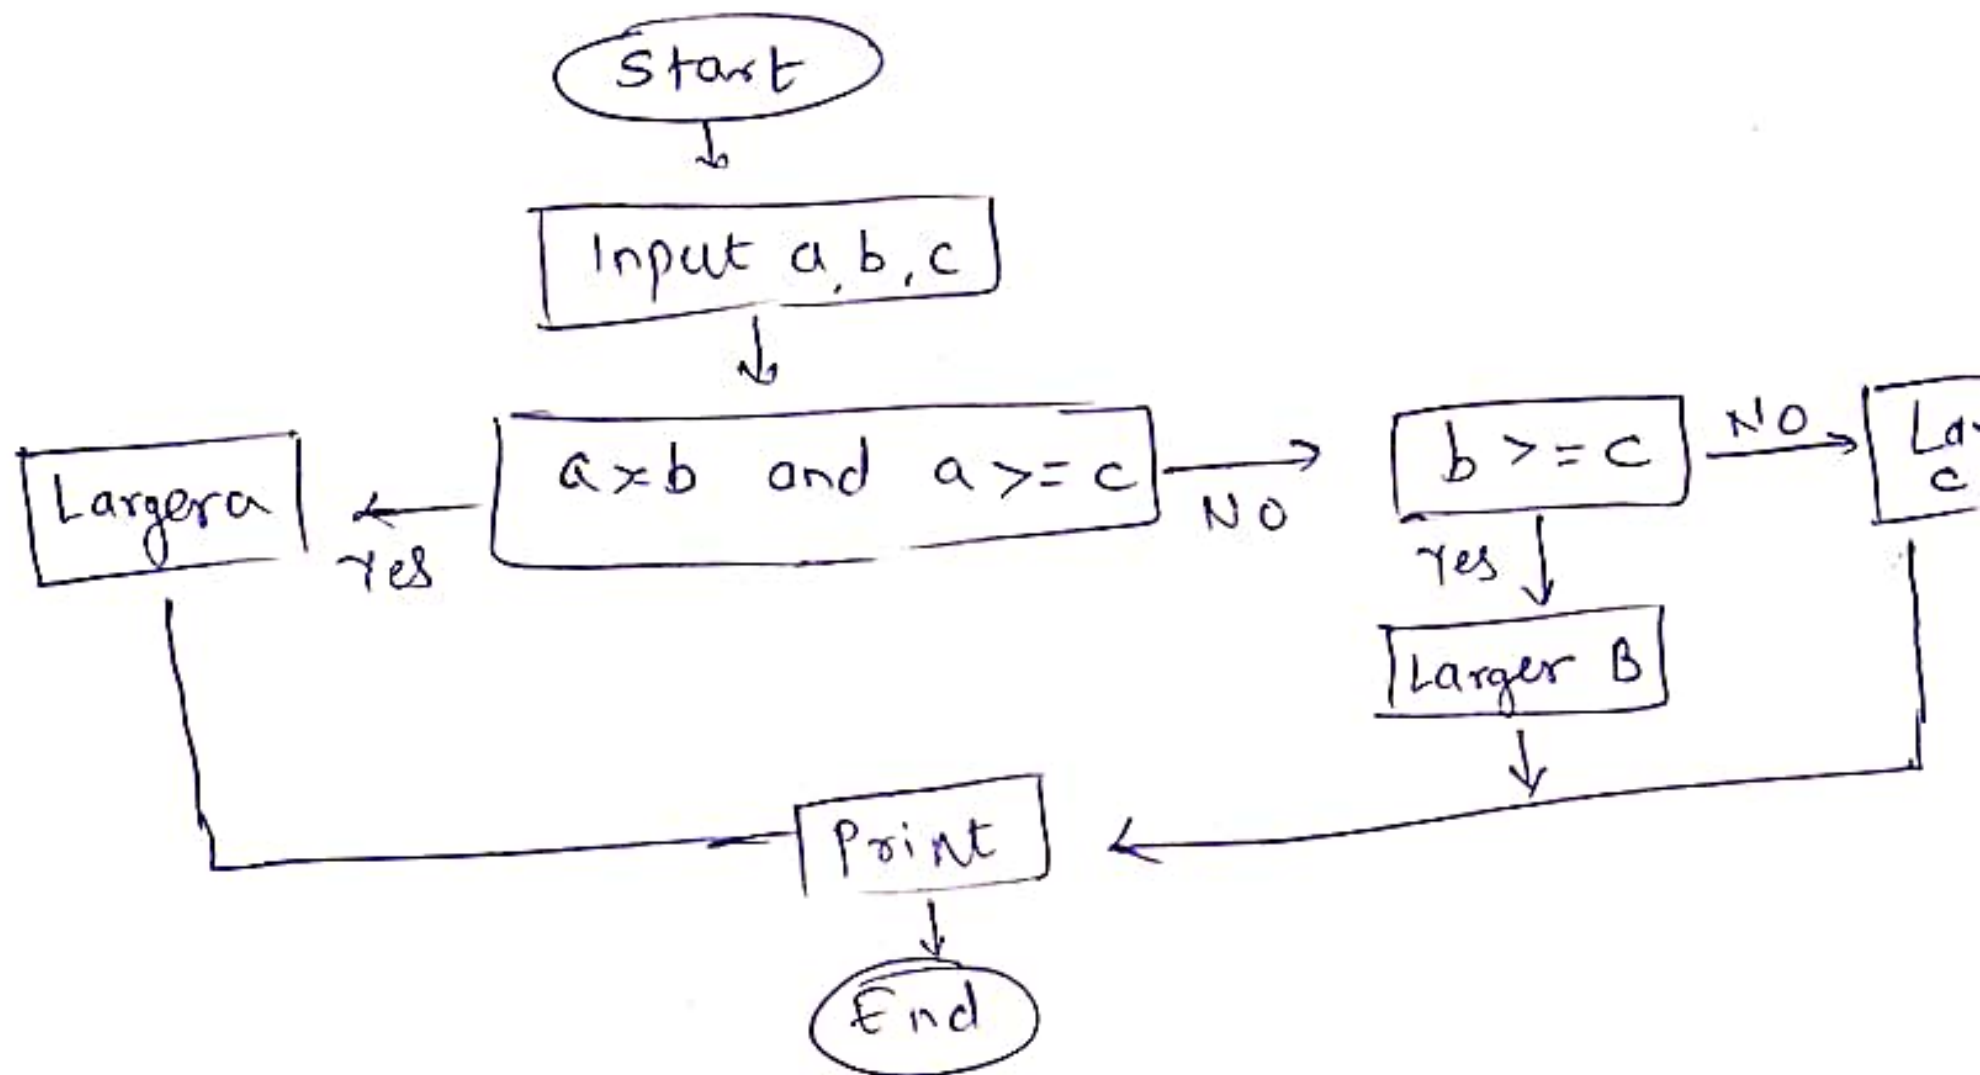 Start
Input a, b, c
a>=b and a >= c
NO
b >= c
NO
c
Larger a
Yes
Yes
Larger B
Print
End